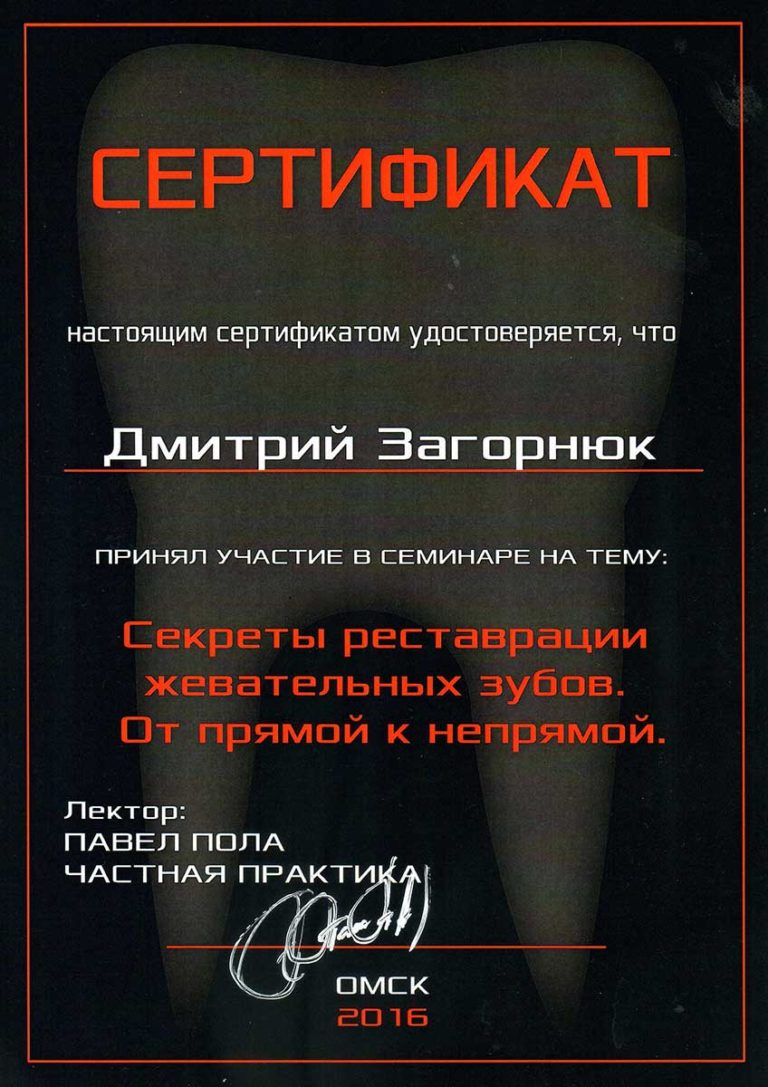 СЕРТИФИКАТ
настоящим сертификатом удостоверяется, что
Дмитрий Загорнюк
ПРИНЯЛ УЧАСТИЕ В СЕМИНАРЕ НА ТЕМУ:
Секреты реставрации
жевательных зубов.
От прямой к непрямой.
Лектор:
ПАВЕЛ ПОЛА
ЧАСТНАЯ ПРАКТИКА
ОМСК
2016